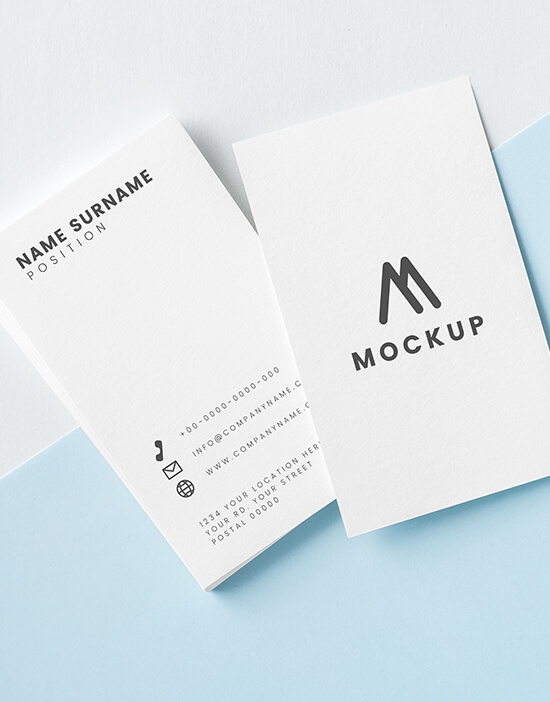 NAME SURNAME
POSITION
+00-0000-0000-000
INFO@COMPANYNAME.C
WWW.COMPANYNAME.
1234 YOUR LOCATION HER
YOUR RD. YOUR STREET
POSTAL 00000
MOCKUP